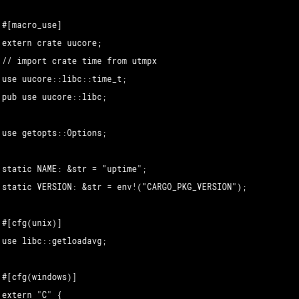 #[macro_use]
extern crate uucore;
// import crate time from utmpx
use uucore::libc::time_t;
pub use uucore::libc;
use getopts::Options;
static NAME: &str = "uptime";
static VERSION: &str = env!("CARGO_PKG_VERSION");
#[cfg(unix)]
use libc::getloadavg;
#[cfg(windows)]
extern "C" {